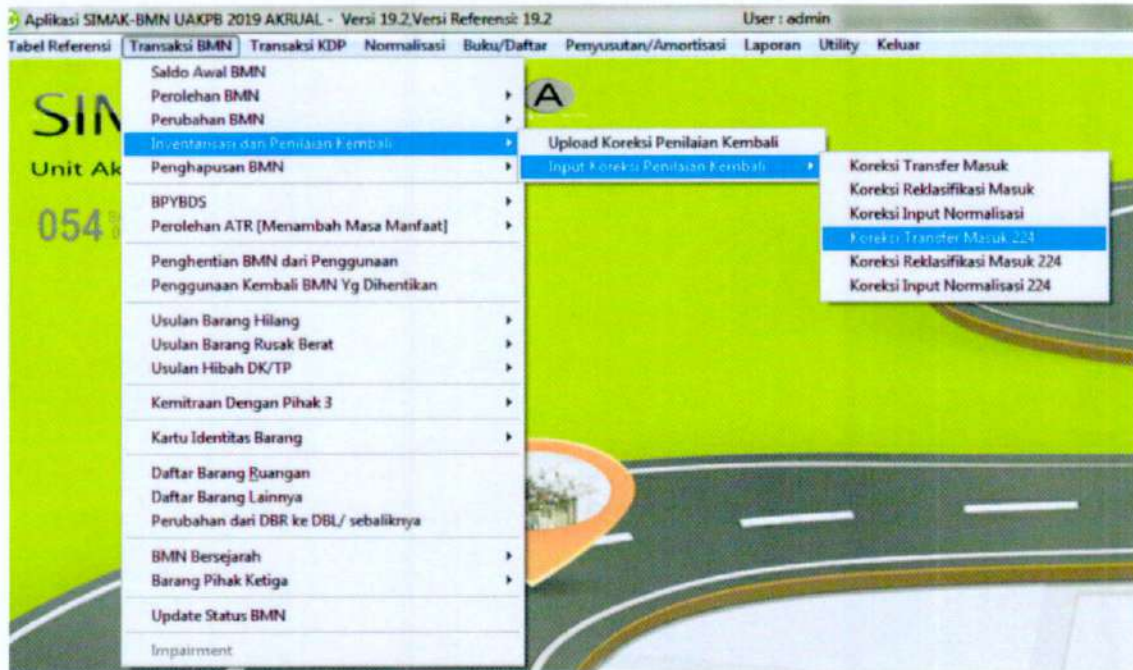 Aplikasi SIMAK-BMN UAKPB 2019 AKRUAL - Versi 19.2,Versi Referensi: 19.2 User : admin
Tabel Referensi Transaksi BMN Transaksi KDP Normalisasi Buku/Daftar Penyusutan/Amortisasi Laporan Utility Keluar
Saldo Awal BMN
Perolehan BMN
Perubahan BMN
Inventarisasi dan Penilaian Kembali
Penghapusan BMN
BPYBDS
Perolehan ATR [Menambah Masa Manfaat]
Penghentian BMN dari Penggunaan
Penggunaan Kembali BMN Yg Dihentikan
Usulan Barang Hilang
Usulan Barang Rusak Berat
Usulan Hibah DK/TP
Kemitraan Dengan Pihak 3
Kartu Identitas Barang
Daftar Barang Ruangan
Daftar Barang Lainnya
Perubahan dari DBR ke DBL/ sebaliknya
BMN Bersejarah
Barang Pihak Ketiga
Update Status BMN
Impairment
Upload Koreksi Penilaian Kembali
Input Koreksi Penilaian Kembali
Koreksi Transfer Masuk
Koreksi Reklasifikasi Masuk
Koreksi Input Normalisasi
Koreksi Transfer Masuk 224
Koreksi Reklasifikasi Masuk 224
Koreksi Input Normalisasi 224
SIM
A
Unit Ak
054